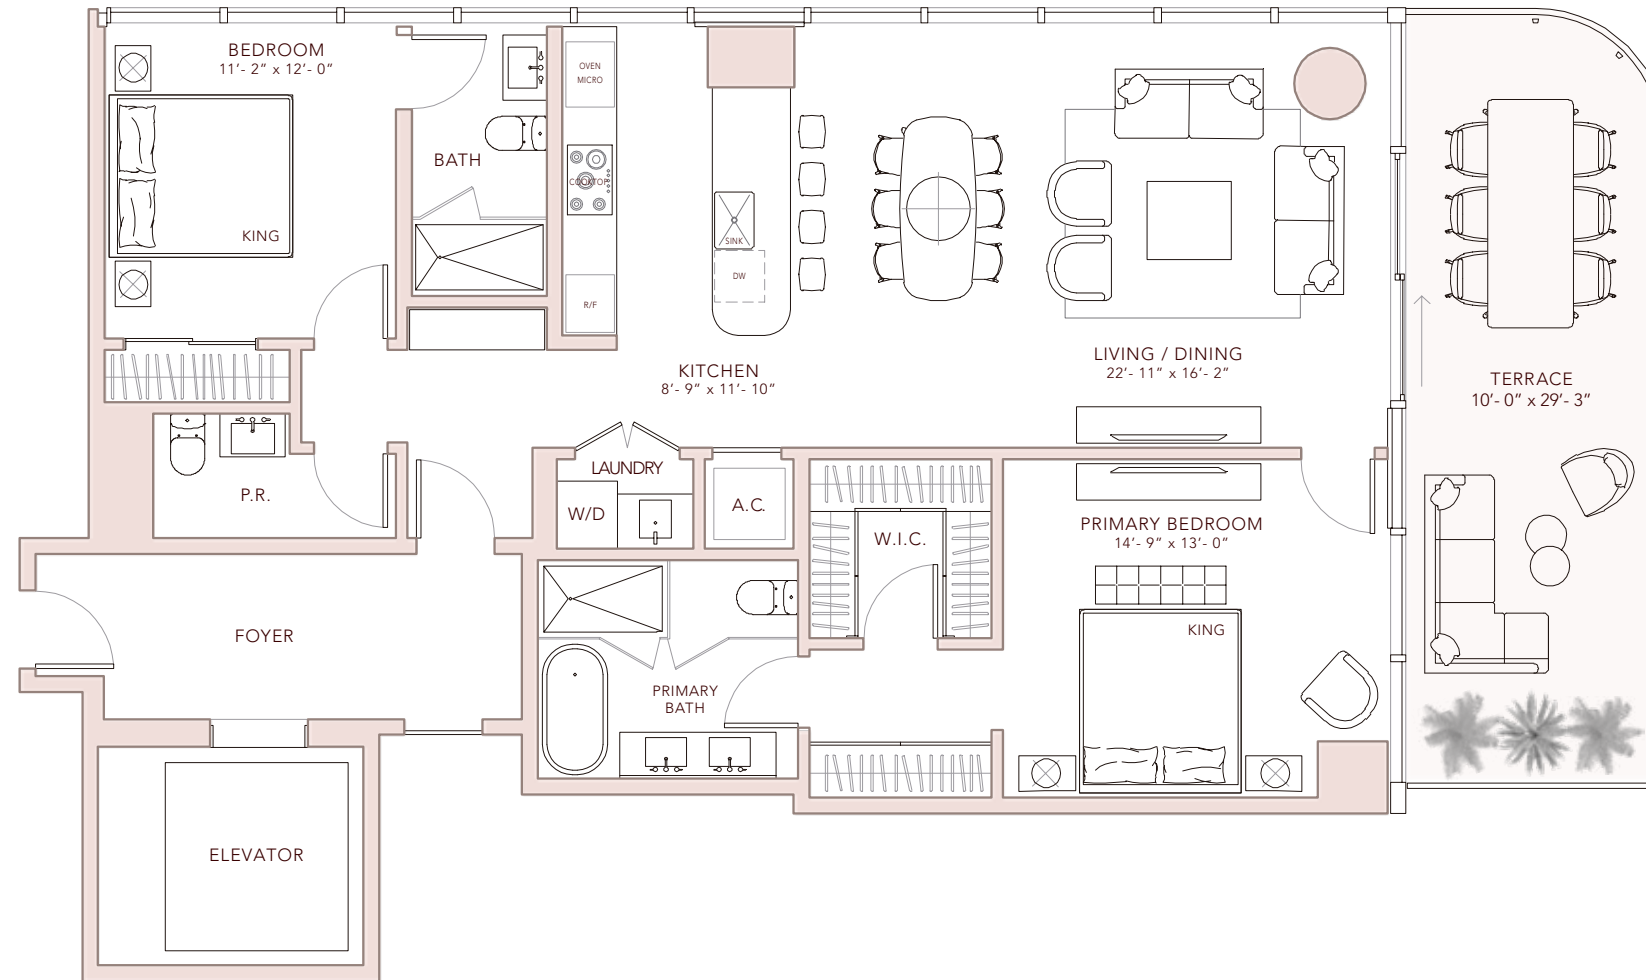 BEDROOM
11'- 2" x 12'- 0"
KING
BATH
OVEN
MICRO
COOKTOP
R/F
SINK
DW
KITCHEN
8'- 9" x 11'- 10"
LIVING / DINING
22'- 11" x 16'- 2"
TERRACE
10'- 0" x 29'- 3"
P.R.
LAUNDRY
W/D
A.C.
W.I.C.
PRIMARY BEDROOM
14'- 9" x 13'- 0"
KING
FOYER
PRIMARY
BATH
ELEVATOR